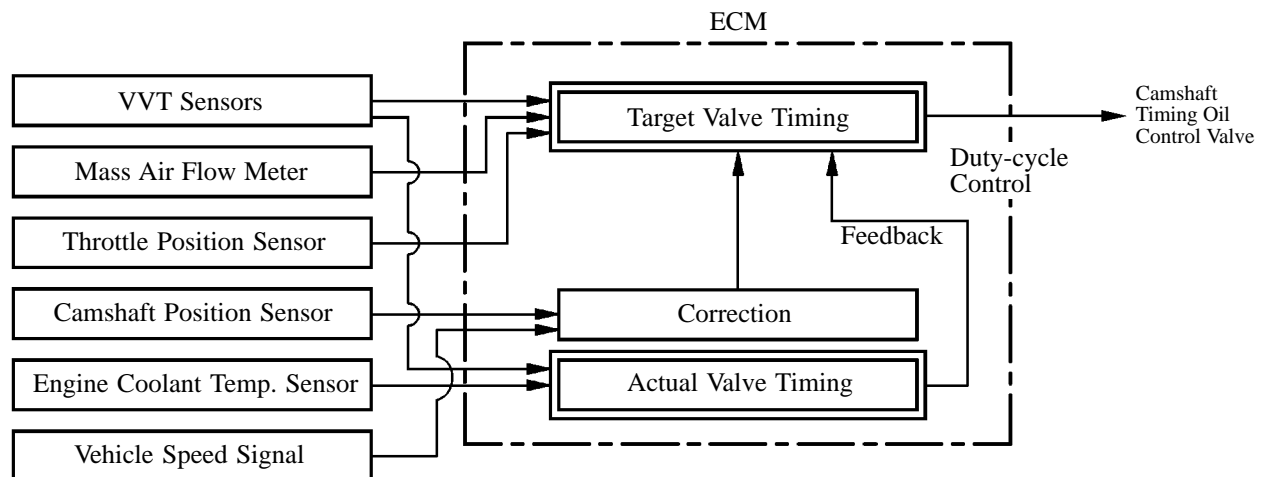 ECM
VVT Sensors
Mass Air Flow Meter
Throttle Position Sensor
Camshaft Position Sensor
Engine Coolant Temp. Sensor
Vehicle Speed Signal
Target Valve Timing
Correction
Actual Valve Timing
Feedback
Duty-cycle
Control
Camshaft
Timing Oil
Control Valve